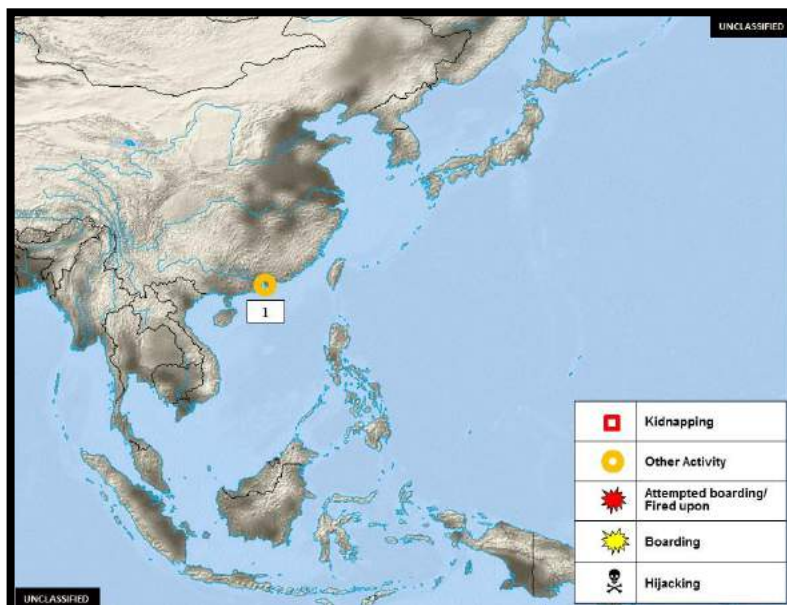 UNCLASSIFIED
1
Kidnapping
Other Activity
Attempted boarding/
Fired upon
Boarding
Hijacking
UNCLASSIFIED